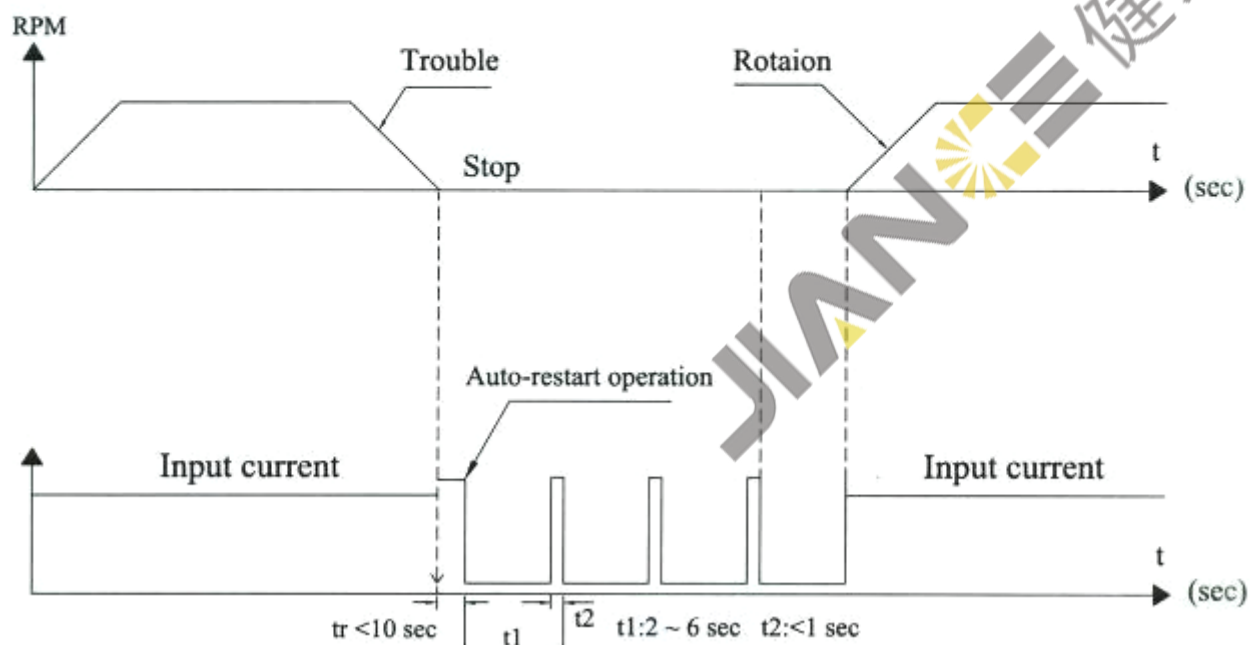 RPM
Trouble
Rotaion
Stop
t
(sec)
JIANCE 健
Auto-restart operation
Input current
Input current
t
(sec)
tr <10 sec
t1
t2
t1:2 ~ 6 sec t2:<1 sec